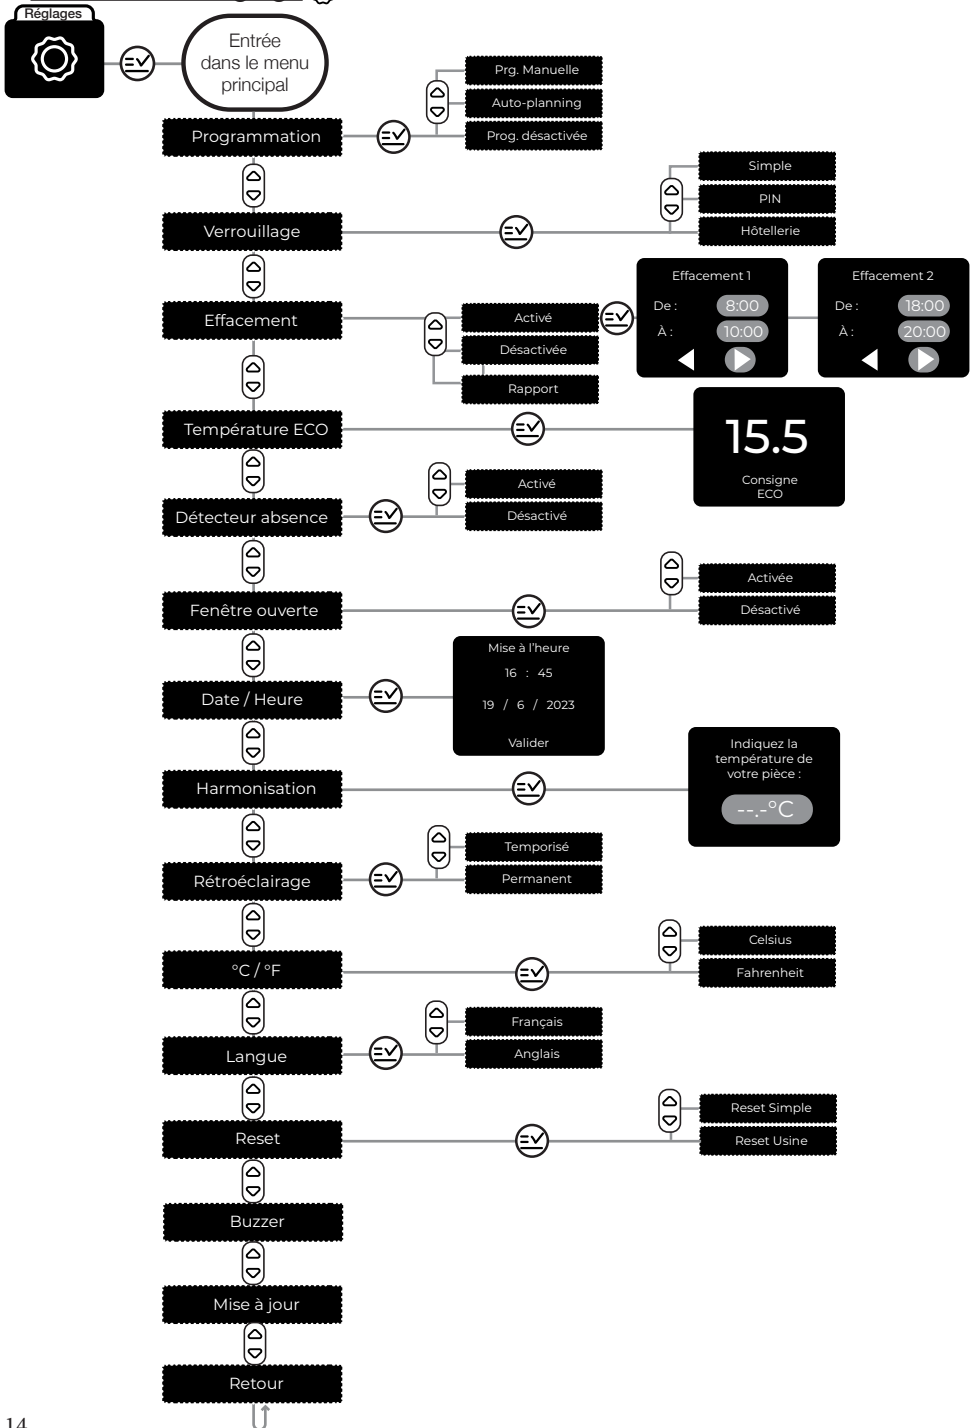 Réglages
Entrée
dans le menu
principal
Programmation
Prg. Manuelle
Auto-planning
Prog. désactivée
Verrouillage
Simple
PIN
Hôtellerie
Effacement
Activé
Désactivée
Rapport
Effacement 1
De : 8:00
À : 10:00
Effacement 2
De : 18:00
À : 20:00
Température ECO
15.5
Consigne
ECO
Détecteur absence
Activé
Désactivé
Fenêtre ouverte
Activée
Désactivé
Date / Heure
Mise à l'heure
16 : 45
19 / 6 / 2023
Valider
Harmonisation
Indiquez la
température de
votre pièce :
--.-°C
Rétroéclairage
Temporisé
Permanent
°C / °F
Celsius
Fahrenheit
Langue
Français
Anglais
Reset
Reset Simple
Reset Usine
Buzzer
Mise à jour
Retour
14